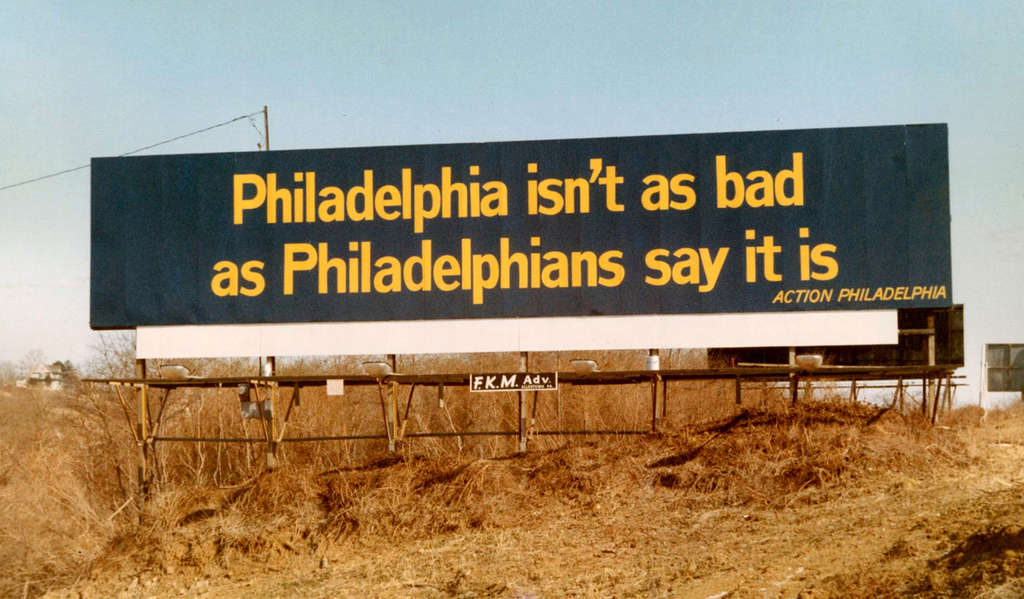 Philadelphia isn't as bad
as Philadelphians say it is
ACTION PHILADELPHIA
F.K.M. Adv.